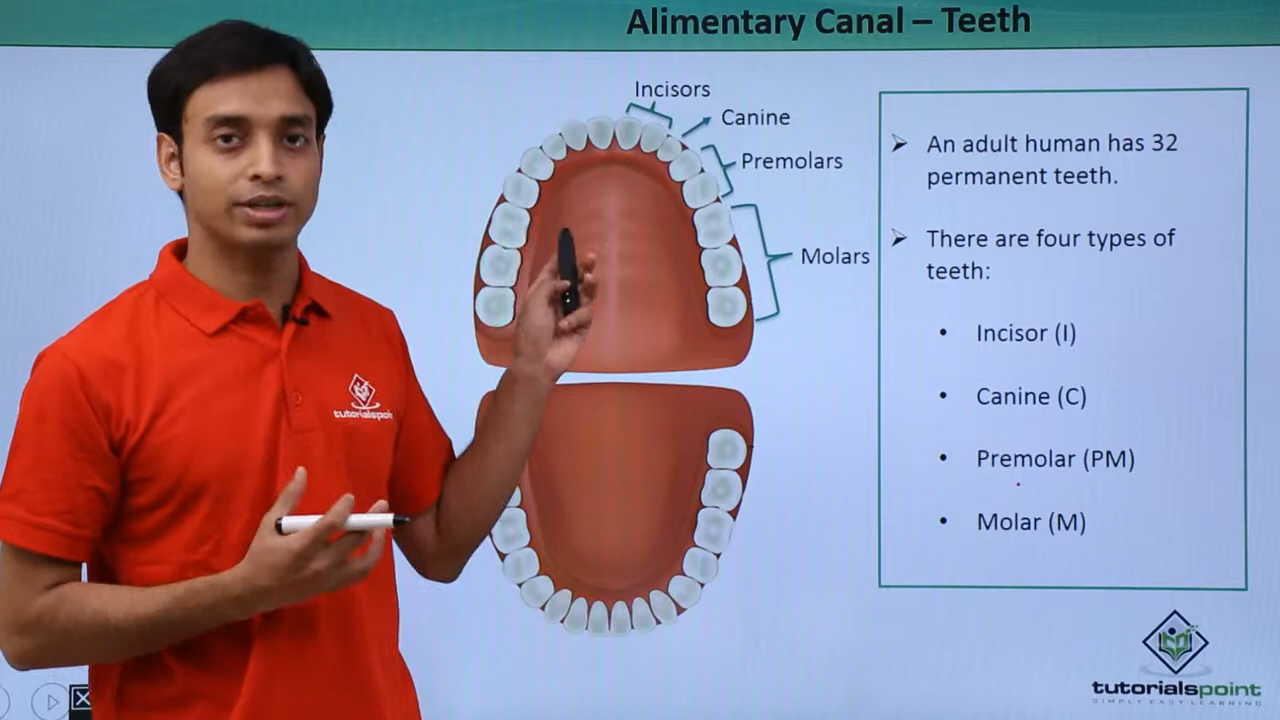 Alimentary Canal – Teeth
Incisors
Canine
Premolars
Molars
➢ An adult human has 32
permanent teeth.
➢ There are four types of
teeth:
• Incisor (I)
• Canine (C)
• Premolar (PM)
• Molar (M)
tutorialspoint
tutorialspoint
SIMPLY EASY LEARNING